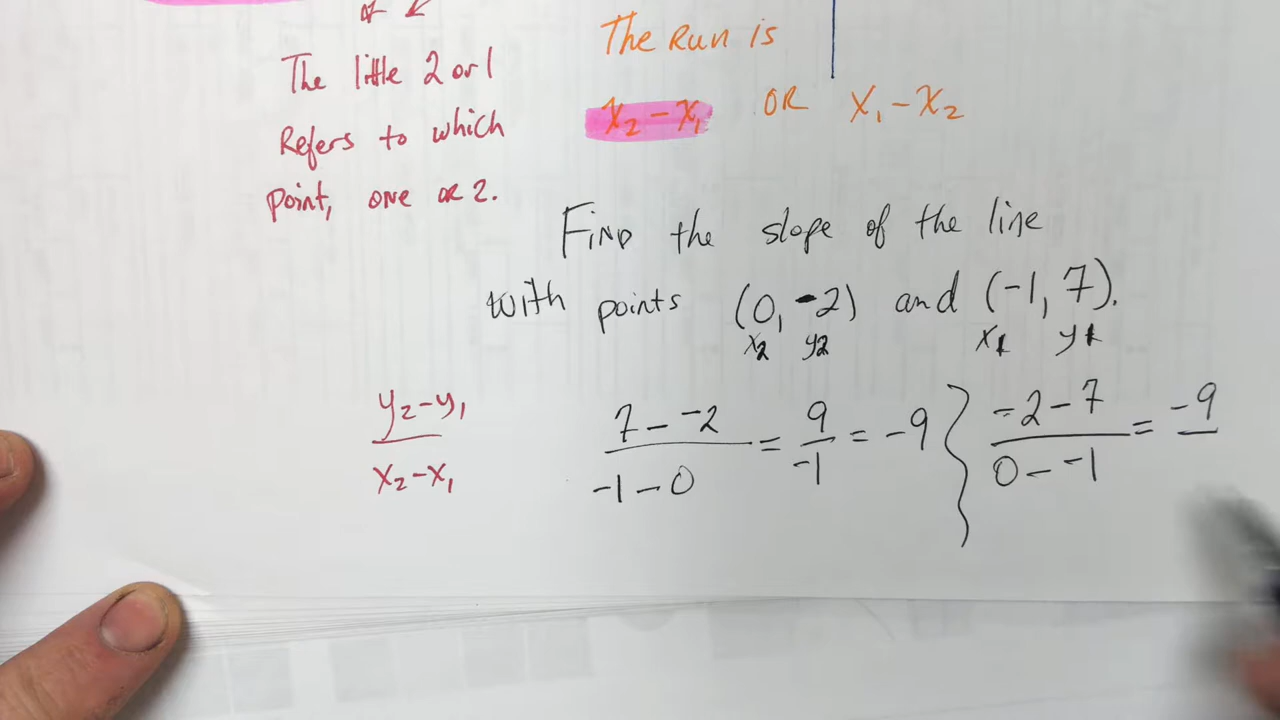 The little 2 or 1
Refers to which
point, one or 2.
The Run is
x₂ - x₁ OR x₁ - x₂
Find the slope of the line
with points (0, -2) and (-1, 7).
x₂ y₂ x₁ y₁
y₂-y₁
x₂-x₁
7 - -2
-1 - 0
= 9/-1 = -9
-2 - 7
0 - -1
= -9